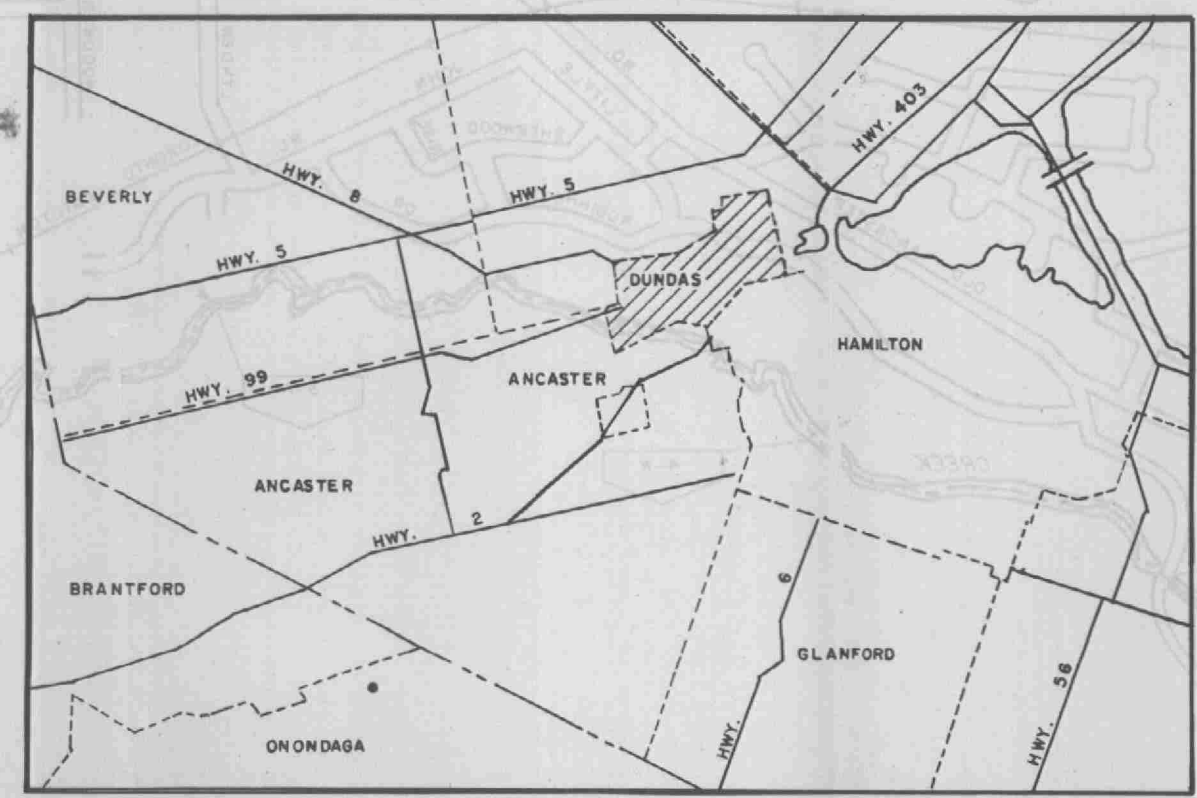 HWY. 403
HWY. 8
BEVERLY
HWY. 5
HWY. 5
DUNDAS
HAMILTON
HWY. 99
ANCASTER
ANCASTER
HWY. 2
BRANTFORD
6
HWY.
GLANFORD
HWY. 56
ONONDAGA
CREEK